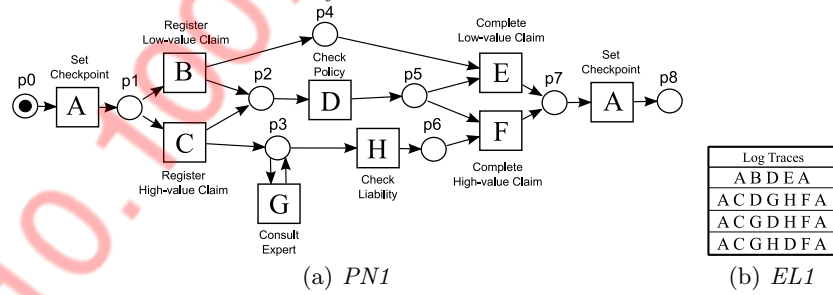 Set
Checkpoint
Register
Low-value Claim
p4
Check
Policy
Complete
Low-value Claim
Set
Checkpoint
p0
A
p1
B
p2
D
p5
E
p7
A
p8
C
p3
H
p6
F
Register
High-value Claim
G
Check
Liability
Complete
High-value Claim
Consult
Expert
(a) PN1
Log Traces
A B D E A
A C D G H F A
A C G D H F A
A C G H D F A
(b) EL1